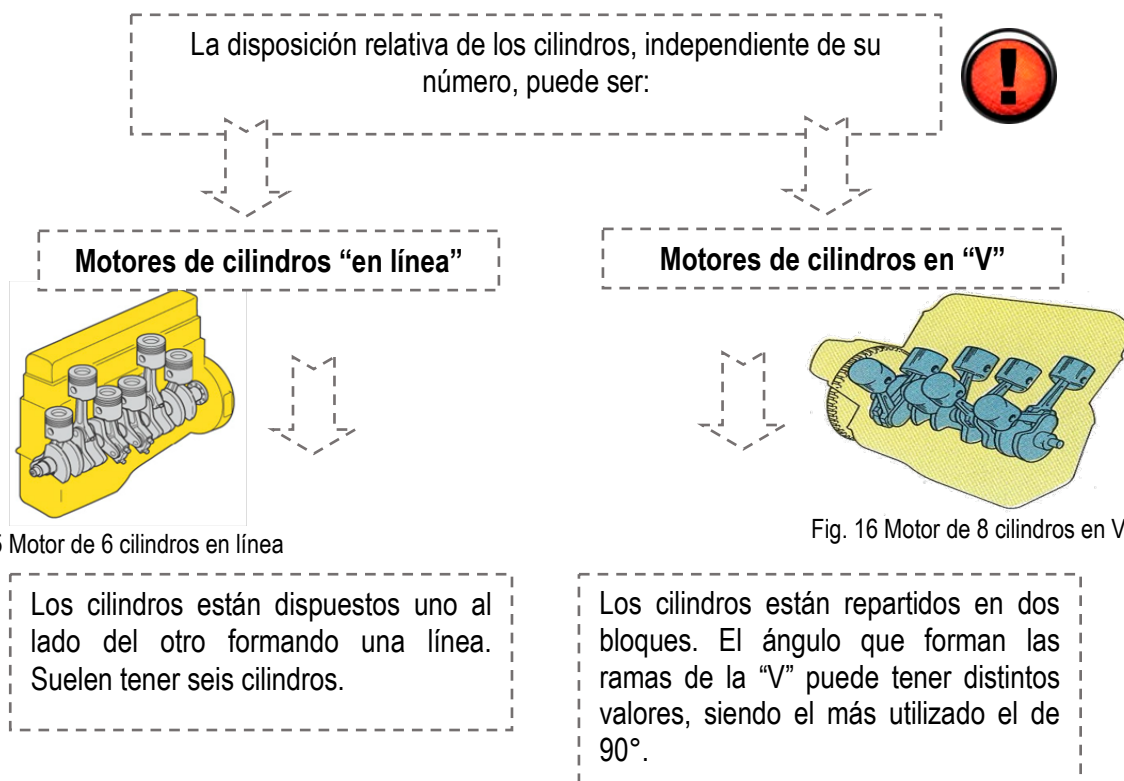 La disposición relativa de los cilindros, independiente de su
número, puede ser:
Motores de cilindros “en línea”
Motores de cilindros en “V”
5 Motor de 6 cilindros en línea
Fig. 16 Motor de 8 cilindros en V
Los cilindros están dispuestos uno al
lado del otro formando una línea.
Suelen tener seis cilindros.
Los cilindros están repartidos en dos
bloques. El ángulo que forman las
ramas de la “V” puede tener distintos
valores, siendo el más utilizado el de
90°.